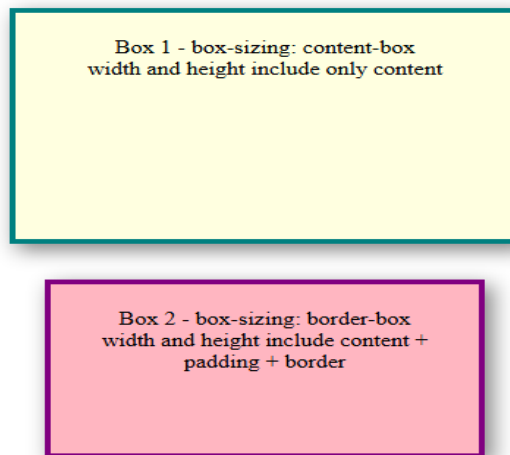 Box 1 - box-sizing: content-box
width and height include only content
Box 2 - box-sizing: border-box
width and height include content +
padding + border